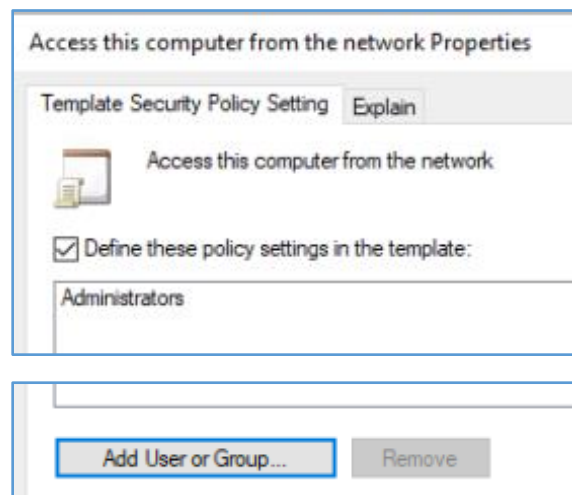 Access this computer from the network Properties
Template Security Policy Setting Explain
Access this computer from the network
Define these policy settings in the template:
Administrators
Add User or Group... Remove